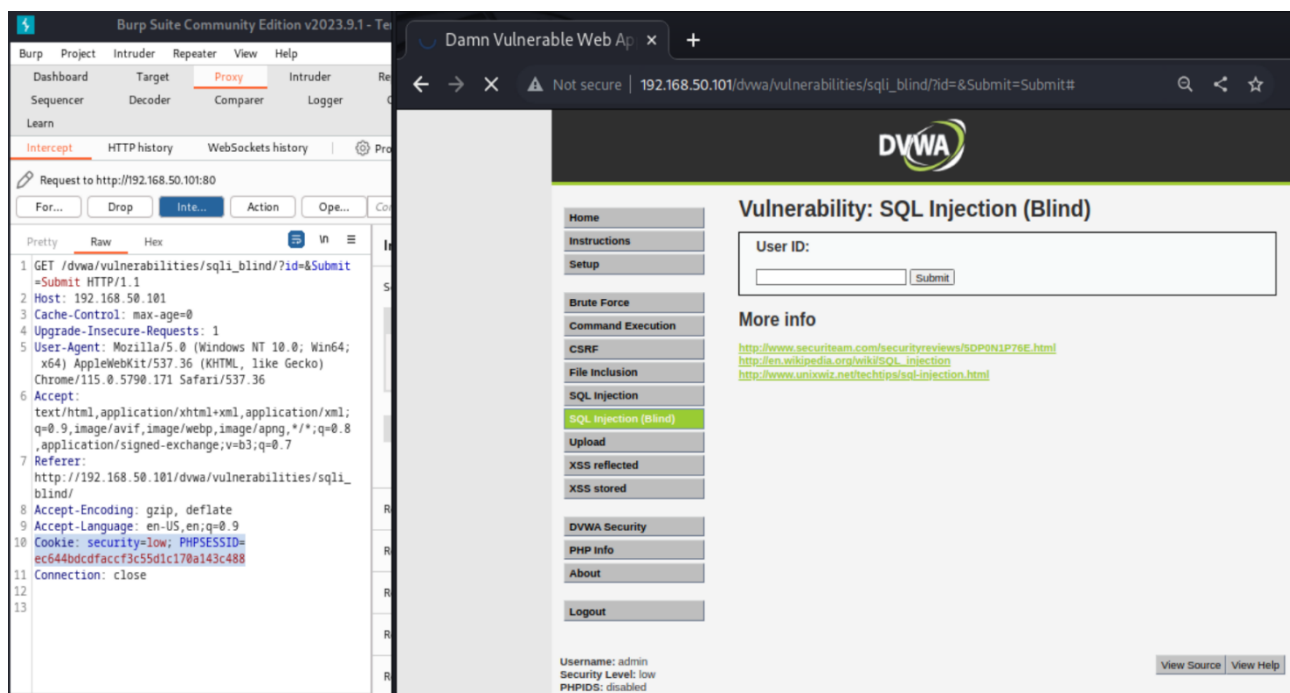 Burp Suite Community Edition v2023.9.1 - Te
Burp Project Intruder Repeater View Help
Dashboard Target Proxy Intruder Re
Sequencer Decoder Comparer Logger
Learn
Intercept HTTP history WebSockets history Pro
Request to http://192.168.50.101:80
For... Drop Inte... Action Ope... Co
Pretty Raw Hex \n
1 GET /dvwa/vulnerabilities/sqli_blind/?id=&Submit
=Submit HTTP/1.1
2 Host: 192.168.50.101
3 Cache-Control: max-age=0
4 Upgrade-Insecure-Requests: 1
5 User-Agent: Mozilla/5.0 (Windows NT 10.0; Win64;
x64) AppleWebKit/537.36 (KHTML, like Gecko)
Chrome/115.0.5790.171 Safari/537.36
6 Accept:
text/html,application/xhtml+xml,application/xml;
q=0.9,image/avif,image/webp,image/apng,*/*;q=0.8
,application/signed-exchange;v=b3;q=0.7
7 Referer:
http://192.168.50.101/dvwa/vulnerabilities/sqli_
blind/
8 Accept-Encoding: gzip, deflate
9 Accept-Language: en-US,en;q=0.9
10 Cookie: security=low; PHPSESSID=
ec644bdcdfaccf3c55d1c170a143c488
11 Connection: close
12
13
Damn Vulnerable Web Ap
Not secure 192.168.50.101/dvwa/vulnerabilities/sqli_blind/?id=&Submit=Submit#
DVWA
Home
Instructions
Setup
Brute Force
Command Execution
CSRF
File Inclusion
SQL Injection
SQL Injection (Blind)
Upload
XSS reflected
XSS stored
DVWA Security
PHP Info
About
Logout
Vulnerability: SQL Injection (Blind)
User ID:
Submit
More info
http://www.securiteam.com/securityreviews/5DP0N1P76E.html
http://en.wikipedia.org/wiki/SQL_injection
http://www.unixwiz.net/techtips/sql-injection.html
Username: admin
Security Level: low
PHPIDS: disabled
View Source View Help